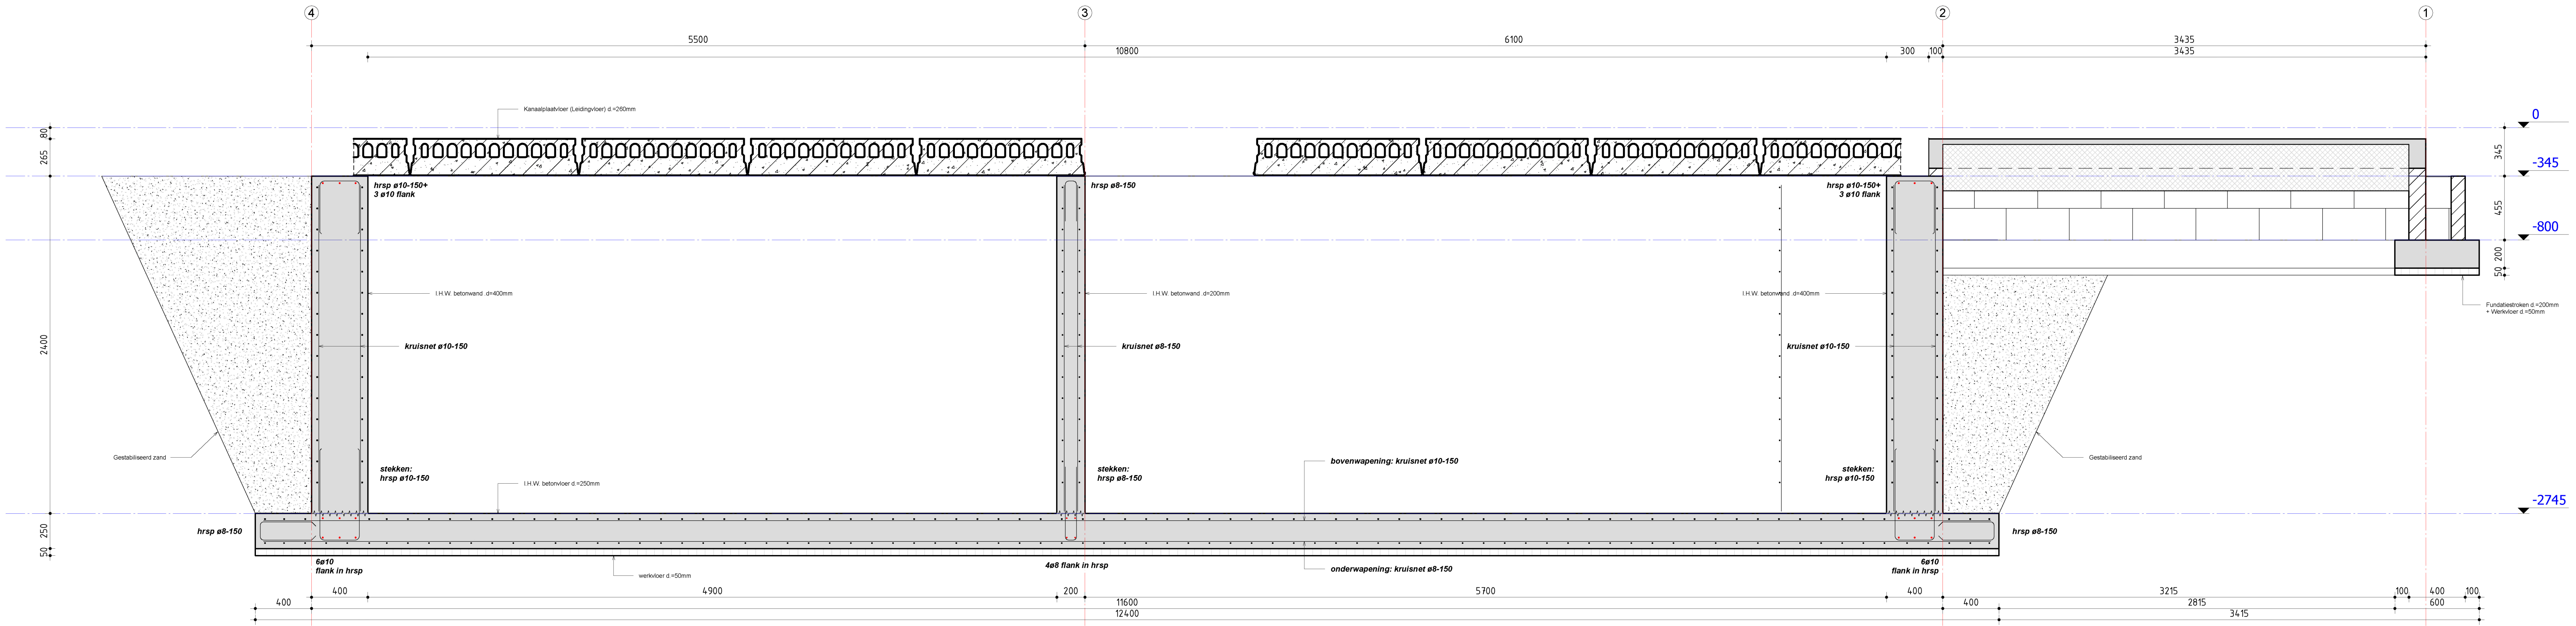 4
3
2
1
5500
6100
3435
10800
300
100
3435
Kanaalplaatvloer (Leidingvloer) d.=260mm
0
80
265
345
-345
hrsp ø10-150+
3 ø10 flank
hrsp ø8-150
hrsp ø10-150+
3 ø10 flank
455
-800
200
50
I.H.W. betonwand .d=400mm
I.H.W. betonwand .d=200mm
I.H.W. betonwand .d=400mm
Fundatiestroken d.=200mm
+ Werkvloer d.=50mm
2400
kruisnet ø10-150
kruisnet ø8-150
kruisnet ø10-150
Gestabiliseerd zand
Gestabiliseerd zand
bovenwapening: kruisnet ø10-150
stekken:
hrsp ø10-150
stekken:
hrsp ø8-150
stekken:
hrsp ø10-150
I.H.W. betonvloer d.=250mm
-2745
250
50
hrsp ø8-150
hrsp ø8-150
6ø10
flank in hrsp
4ø8 flank in hrsp
onderwapening: kruisnet ø8-150
6ø10
flank in hrsp
werkvloer d.=50mm
400
4900
200
5700
400
3215
100
400
100
400
11600
400
2815
600
12400
3415